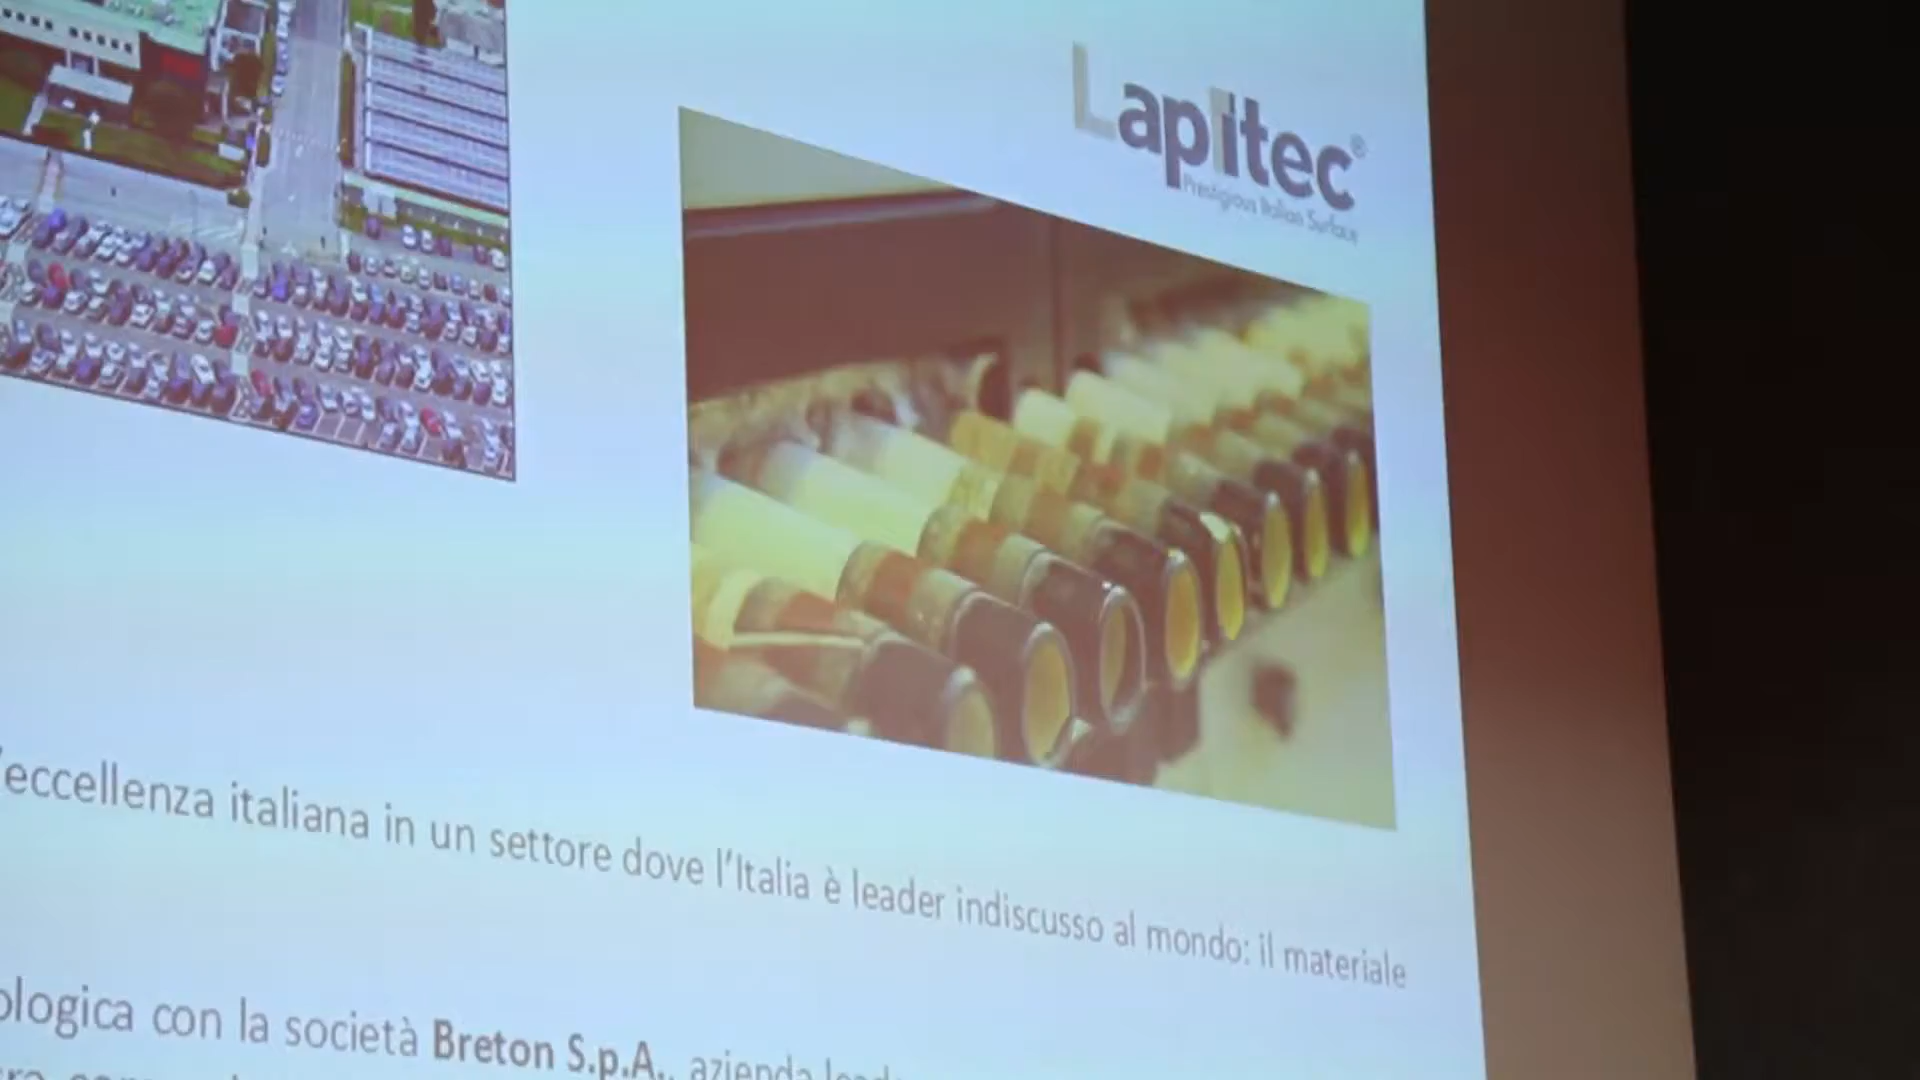 Lapitec®
Prestigious Italian Surface
'eccellenza italiana in un settore dove l'Italia è leader indiscusso al mondo: il materiale
ologica con la società Breton S.p.A., azienda